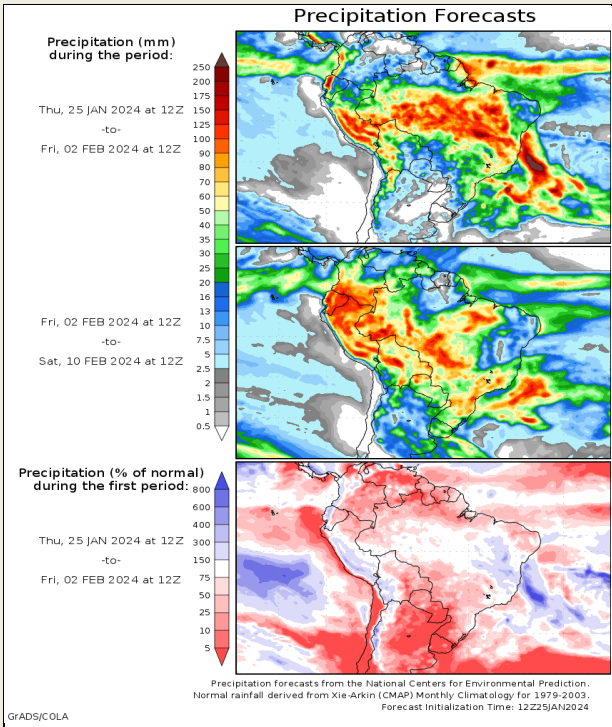 Precipitation Forecasts
Precipitation (mm)
during the period:
250
200
175
150
125
100
90
80
70
60
50
40
35
30
25
20
16
13
10
7.5
5
2.5
2
1.5
1
0.5
Thu, 25 JAN 2024 at 12Z
-to-
Fri, 02 FEB 2024 at 12Z
Fri, 02 FEB 2024 at 12Z
-to-
Sat, 10 FEB 2024 at 12Z
Precipitation (% of normal)
during the first period:
800
600
400
300
150
75
50
25
10
5
Thu, 25 JAN 2024 at 12Z
-to-
Fri, 02 FEB 2024 at 12Z
Precipitation forecasts from the National Centers for Environmental Prediction.
Normal rainfall derived from Xie-Arkin (CMAP) Monthly Climatology for 1979-2003.
Forecast Initialization Time: 12Z25JAN2024
GrADS/COLA